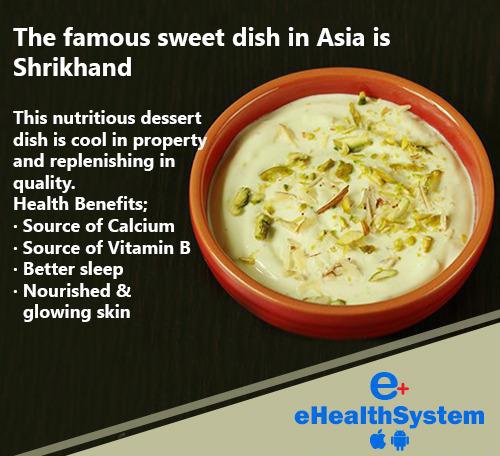 The famous sweet dish in Asia is
Shrikhand
This nutritious dessert
dish is cool in property
and replenishing in
quality.
Health Benefits;
· Source of Calcium
· Source of Vitamin B
· Better sleep
· Nourished &
glowing skin
e+
eHealthSystem